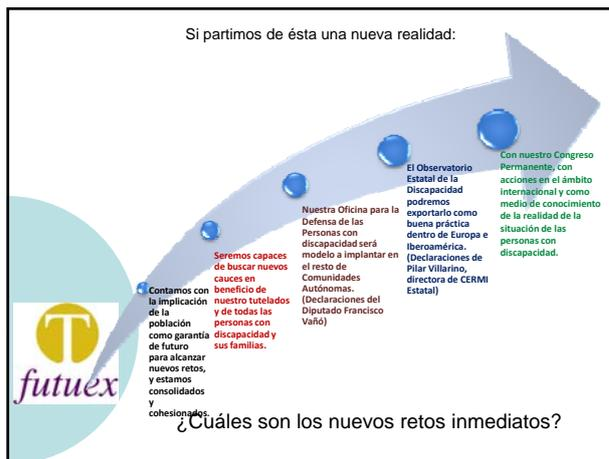 Si partimos de ésta una nueva realidad:
Contamos con
la implicación
de la
población
como garantía
de futuro
para alcanzar
nuevos retos,
y estamos
consolidados
y
cohesionados.
Seremos capaces
de buscar nuevos
cauces en
beneficio de
nuestro tutelados
y de todas las
personas con
discapacidad y
sus familias.
Nuestra Oficina para la
Defensa de las
Personas con
discapacidad será
modelo a implantar en
el resto de
Comunidades
Autónomas.
(Declaraciones del
Diputado Francisco
Vañó)
El Observatorio
Estatal de la
Discapacidad
podremos
exportarlo como
buena práctica
dentro de Europa e
Iberoamérica.
(Declaraciones de
Pilar Villarino,
directora de CERMI
Estatal)
Con nuestro Congreso
Permanente, con
acciones en el ámbito
internacional y como
medio de conocimiento
de la realidad de la
situación de las
personas con
discapacidad.
T
futuex
¿Cuáles son los nuevos retos inmediatos?